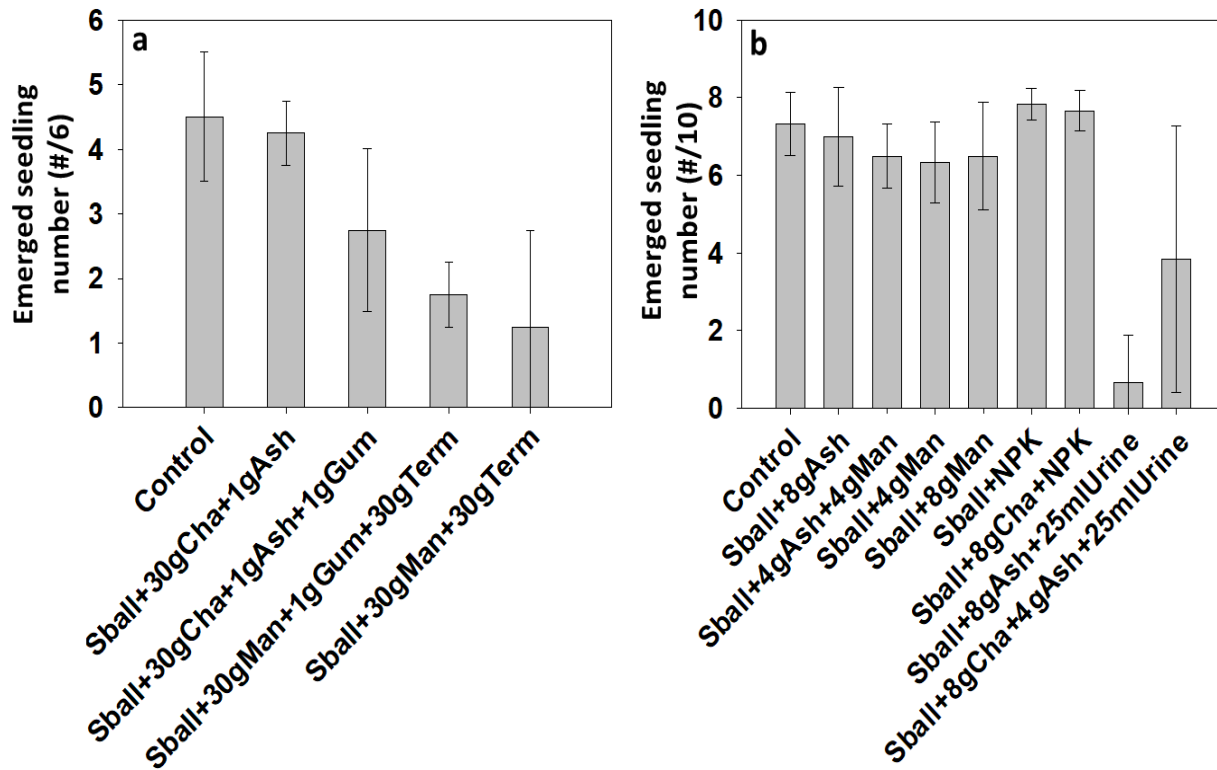 a
Emerged seedling
number (#/6)
6
5
4
3
2
1
0
Control
Sball+30gCha+1gAsh
Sball+30gCha+1gAsh+1gGum
Sball+30gMan+1gGum+30gTerm
Sball+30gMan+30gTerm
b
Emerged seedling
number (#/10)
10
8
6
4
2
0
Control
Sball+8gAsh
Sball+4gAsh+4gMan
Sball+4gMan
Sball+8gMan
Sball+NPK
Sball+8gCha+NPK
Sball+8gAsh+25mlUrine
Sball+8gCha+4gAsh+25mlUrine